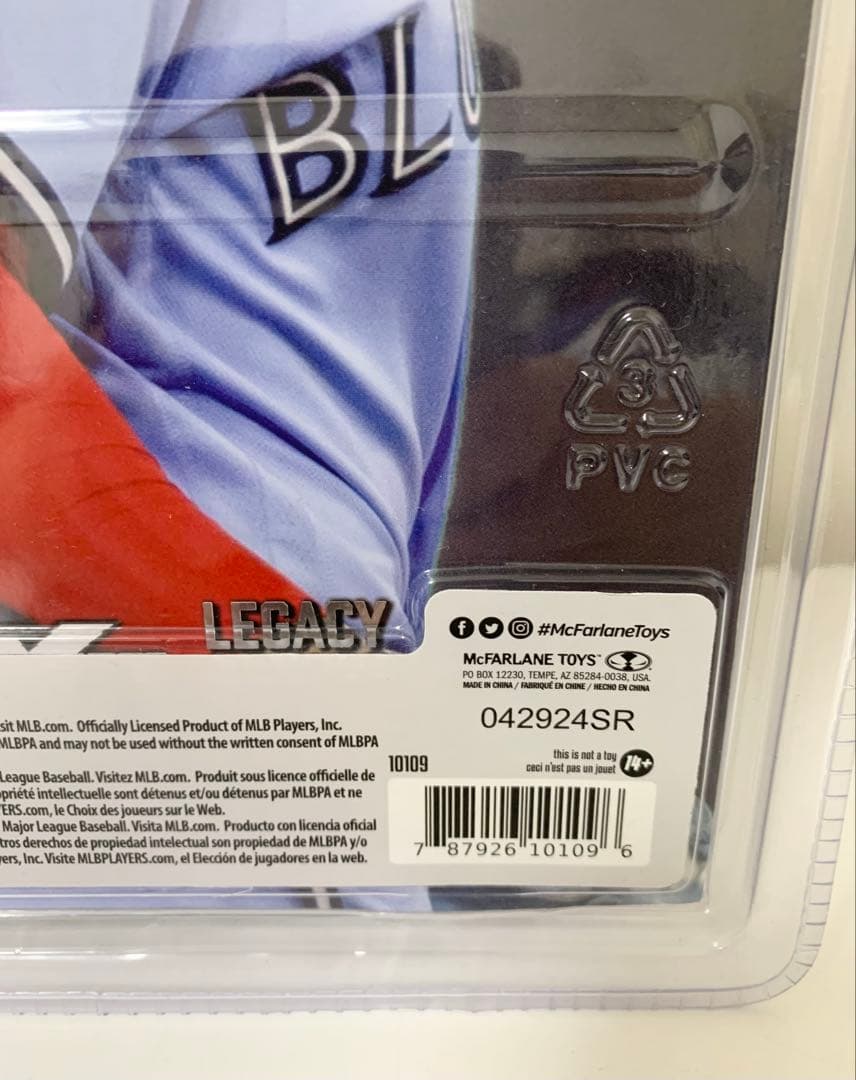 BL
3
PVC
LEGACY
#McFarlaneToys
McFARLANE TOYS™
PO BOX 12230, TEMPE, AZ 85284-0038, USA.
MADE IN CHINA / FABRIQUÉ EN CHINE / HECHO EN CHINA
042924SR
sit MLB.com. Officially Licensed Product of MLB Players, Inc.
MLBPA and may not be used without the written consent of MLBPA
10109
this is not a toy
ceci n'est pas un jouet
14+
League Baseball. Visitez MLB.com. Produit sous licence officielle de
opriété intellectuelle sont détenus et/ou détenus par MLBPA et ne
ERS.com, le Choix des joueurs sur le Web.
Major League Baseball. Visita MLB.com. Producto con licencia oficial
tros derechos de propiedad intelectual son propiedad de MLBPA y/o
yers, Inc. Visite MLBPLAYERS.com, el Elección de jugadores en la web.
7 87926 10109 6